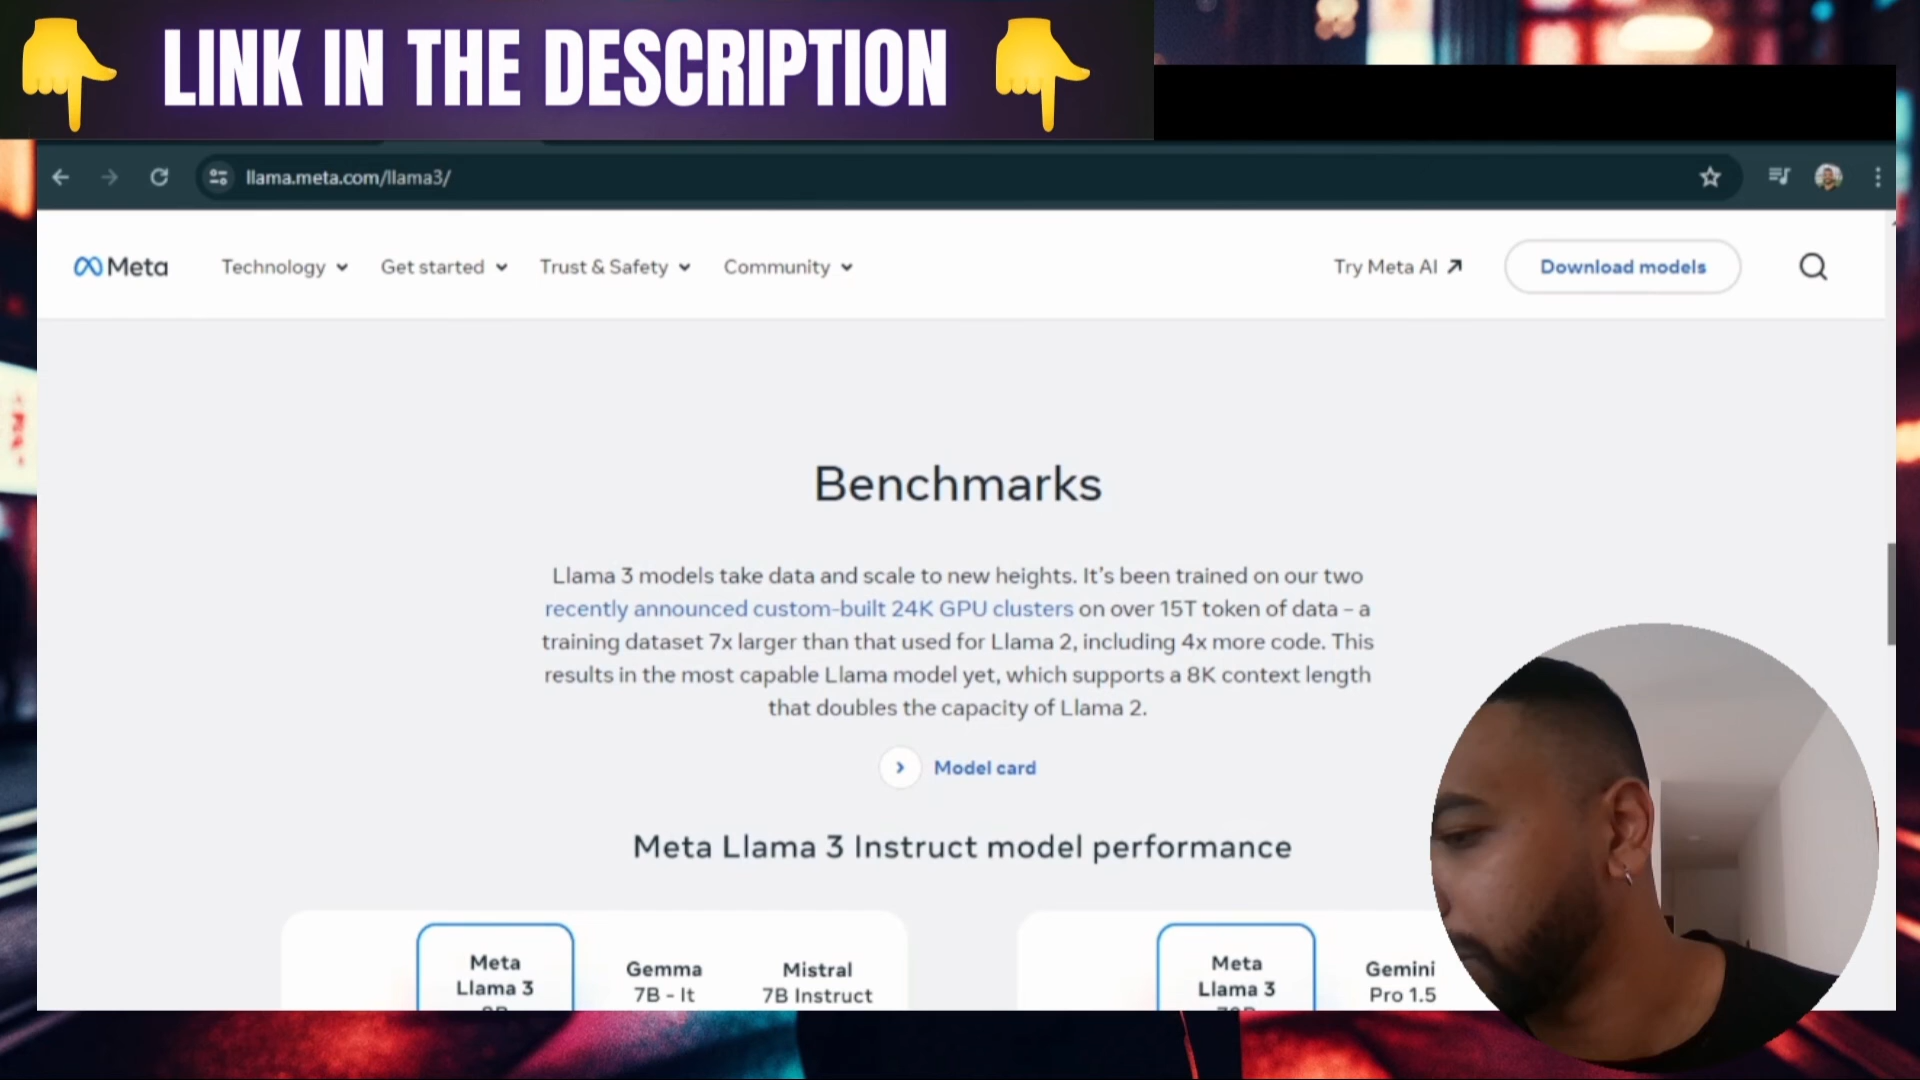 LINK IN THE DESCRIPTION
llama.meta.com/llama3/
Meta
Technology
Get started
Trust & Safety
Community
Try Meta AI
Download models
Benchmarks
Llama 3 models take data and scale to new heights. It's been trained on our two
recently announced custom-built 24K GPU clusters on over 15T token of data – a
training dataset 7x larger than that used for Llama 2, including 4x more code. This
results in the most capable Llama model yet, which supports a 8K context length
that doubles the capacity of Llama 2.
Model card
Meta Llama 3 Instruct model performance
Meta
Llama 3
Gemma
7B - It
Mistral
7B Instruct
Meta
Llama 3
Gemini
Pro 1.5